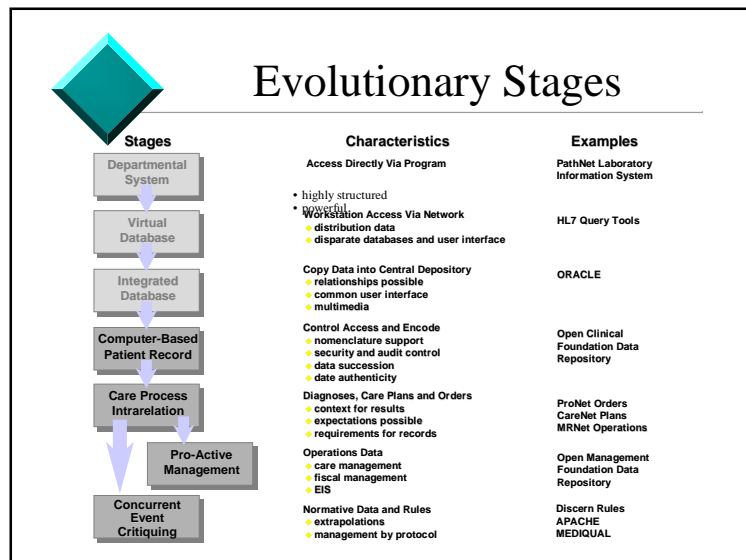 Evolutionary Stages
Stages
Characteristics
Examples
Departmental
System
Access Directly Via Program
• highly structured
• powerful
PathNet Laboratory
Information System
Virtual
Database
Workstation Access Via Network
distribution data
disparate databases and user interface
HL7 Query Tools
Integrated
Database
Copy Data into Central Depository
relationships possible
common user interface
multimedia
ORACLE
Computer-Based
Patient Record
Control Access and Encode
nomenclature support
security and audit control
data succession
date authenticity
Open Clinical
Foundation Data
Repository
Care Process
Intrarelation
Diagnoses, Care Plans and Orders
context for results
expectations possible
requirements for records
ProNet Orders
CareNet Plans
MRNet Operations
Pro-Active
Management
Operations Data
care management
fiscal management
EIS
Open Management
Foundation Data
Repository
Concurrent
Event
Critiquing
Normative Data and Rules
extrapolations
management by protocol
Discern Rules
APACHE
MEDIQUAL